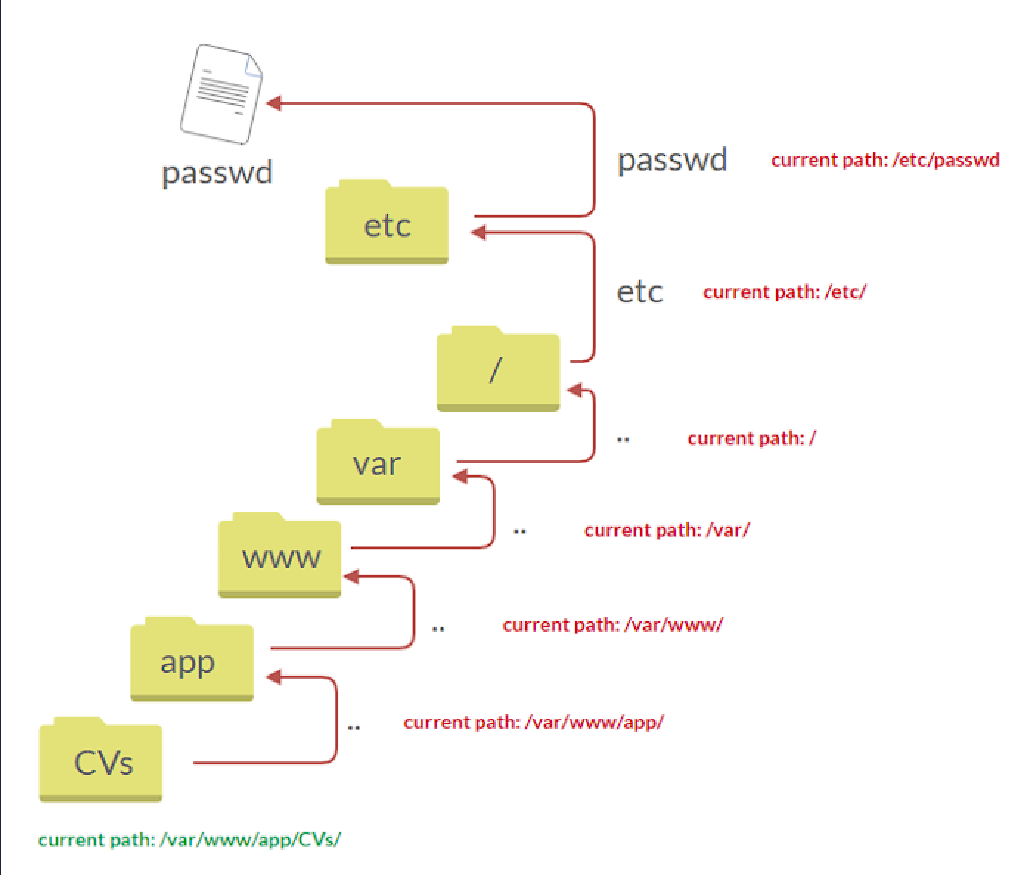 passwd
passwd current path: /etc/passwd
etc
etc current path: /etc/
/
.. current path: /
var
.. current path: /var/
www
.. current path: /var/www/
app
.. current path: /var/www/app/
CVs
current path: /var/www/app/CVs/